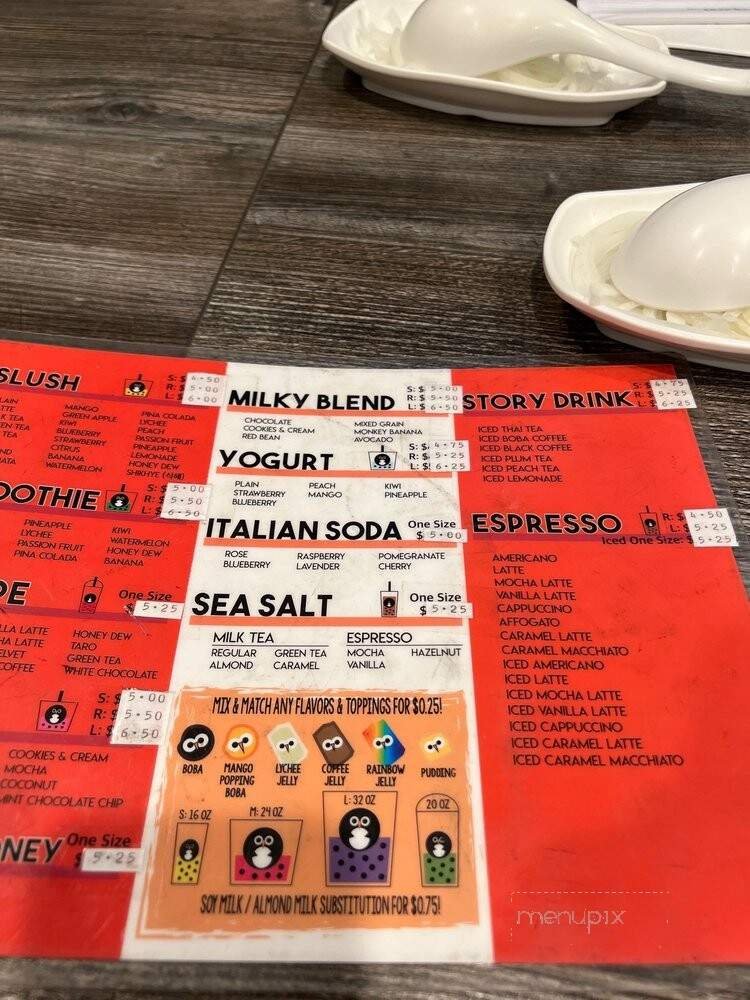 SLUSH
S: $ 4.50
R: $ 5.00
L: $ 6.00
MANGO
GREEN APPLE
KIWI
BLUEBERRY
STRAWBERRY
CITRUS
BANANA
WATERMELON
PINA COLADA
LYCHEE
PEACH
PASSION FRUIT
PINEAPPLE
LEMONADE
HONEY DEW
SHIKHYE (식혜)
OOTHIE
S: $ 5.00
R: $ 5.50
L: $ 6.50
PINEAPPLE
LYCHEE
PASSION FRUIT
PINA COLADA
KIWI
WATERMELON
HONEY DEW
BANANA
One Size
$ 5.25
LLA LATTE
HA LATTE
ELVET
COFFEE
HONEY DEW
TARO
GREEN TEA
WHITE CHOCOLATE
S: $ 5.00
R: $ 5.50
L: $ 6.50
COOKIES & CREAM
MOCHA
COCONUT
MINT CHOCOLATE CHIP
NEY One Size
$ 5.25
MILKY BLEND
S: $ 5.00
R: $ 5.50
L: $ 6.50
CHOCOLATE
COOKIES & CREAM
RED BEAN
MIXED GRAIN
MONKEY BANANA
AVOCADO
YOGURT
S: $ 4.75
R: $ 5.25
L: $ 6.25
PLAIN
STRAWBERRY
BLUEBERRY
PEACH
MANGO
KIWI
PINEAPPLE
ITALIAN SODA One Size
$ 5.00
ROSE
BLUEBERRY
RASPBERRY
LAVENDER
POMEGRANATE
CHERRY
SEA SALT One Size
$ 5.25
MILK TEA
REGULAR GREEN TEA
ALMOND CARAMEL
ESPRESSO
MOCHA HAZELNUT
VANILLA
MIX & MATCH ANY FLAVORS & TOPPINGS FOR $0.25!
BOBA
MANGO
POPPING
BOBA
LYCHEE
JELLY
COFFEE
JELLY
RAINBOW
JELLY
PUDDING
S: 16 OZ
M: 24 OZ
L: 32 OZ
20 OZ
SOY MILK / ALMOND MILK SUBSTITUTION FOR $0.75!
STORY DRINK
S: $ 4.75
R: $ 5.25
L: $ 6.25
ICED THAI TEA
ICED BOBA COFFEE
ICED BLACK COFFEE
ICED PLUM TEA
ICED PEACH TEA
ICED LEMONADE
ESPRESSO
R: $ 4.50
L: $ 5.25
Iced One Size: $ 5.25
AMERICANO
LATTE
MOCHA LATTE
VANILLA LATTE
CAPPUCCINO
AFFOGATO
CARAMEL LATTE
CARAMEL MACCHIATO
ICED AMERICANO
ICED LATTE
ICED MOCHA LATTE
ICED VANILLA LATTE
ICED CAPPUCCINO
ICED CARAMEL LATTE
ICED CARAMEL MACCHIATO
menupix